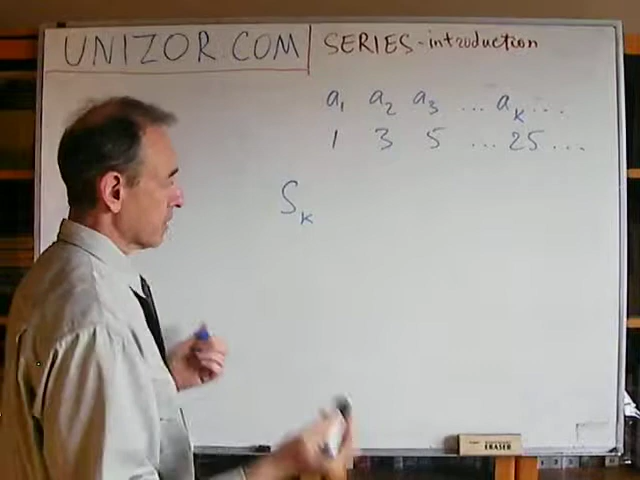 UNIZOR.COM
SERIES-introduction
a₁ a₂ a₃ ... aₖ ...
1 3 5 ... 25 ...
Sₖ
ERASER